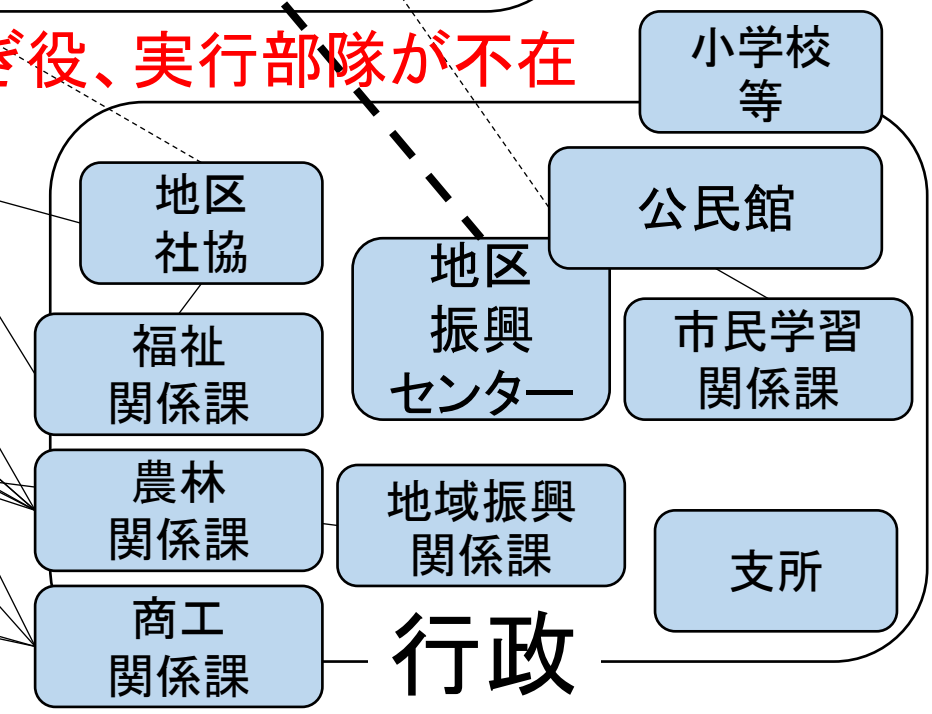 ぎ役、実行部隊が不在
小学校
等
地区
社協
公民館
地区
振興
センター
福祉
関係課
市民学習
関係課
農林
関係課
地域振興
関係課
支所
商工
関係課
行政